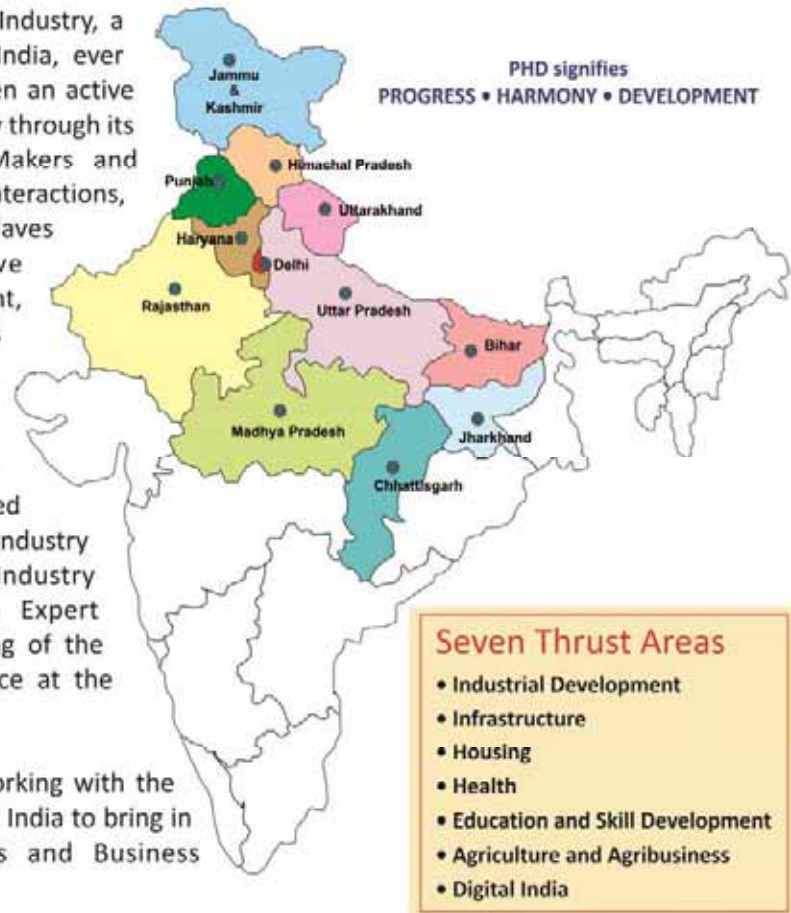 Industry, a
India, ever
en an active
through its
Makers and
nteractions,
aves
ve
nt,
ed
ndustry
Industry
Expert
g of the
ce at the
orking with the
India to bring in
s and Business
PHD signifies
PROGRESS • HARMONY • DEVELOPMENT
Jammu
&
Kashmir
Himashal Pradesh
Punjab
Uttarakhand
Haryana
Delhi
Rajasthan
Uttar Pradesh
Bihar
Madhya Pradesh
Jharkhand
Chhattisgarh
Seven Thrust Areas
• Industrial Development
• Infrastructure
• Housing
• Health
• Education and Skill Development
• Agriculture and Agribusiness
• Digital India